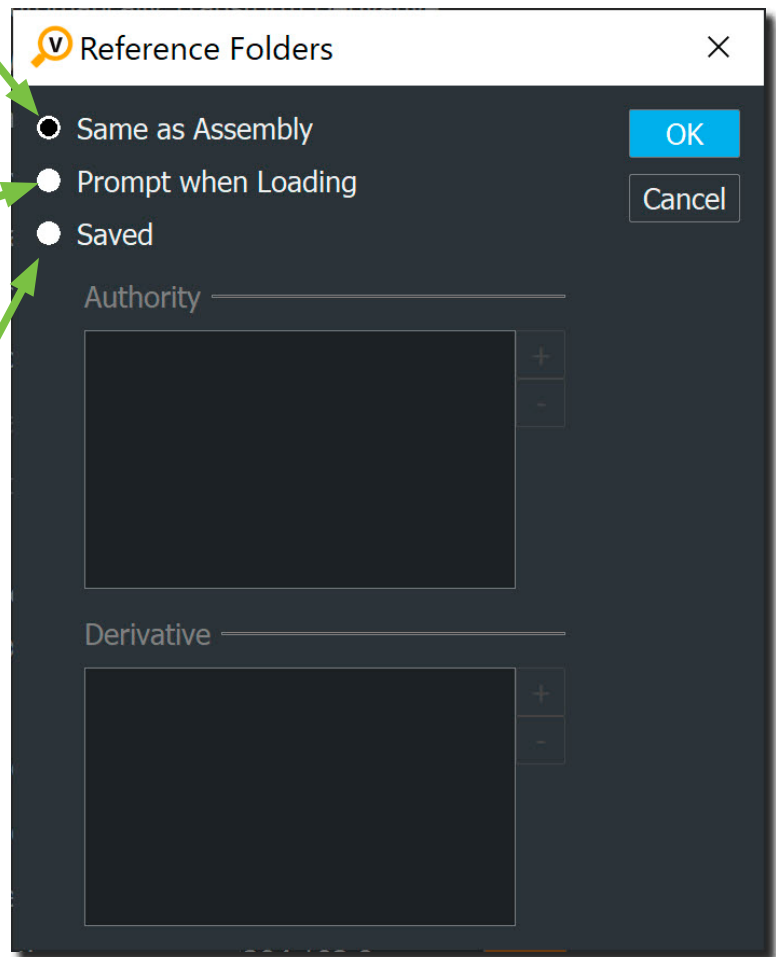 V Reference Folders
Same as Assembly
OK
Prompt when Loading
Cancel
Saved
Authority
+
-
Derivative
+
-